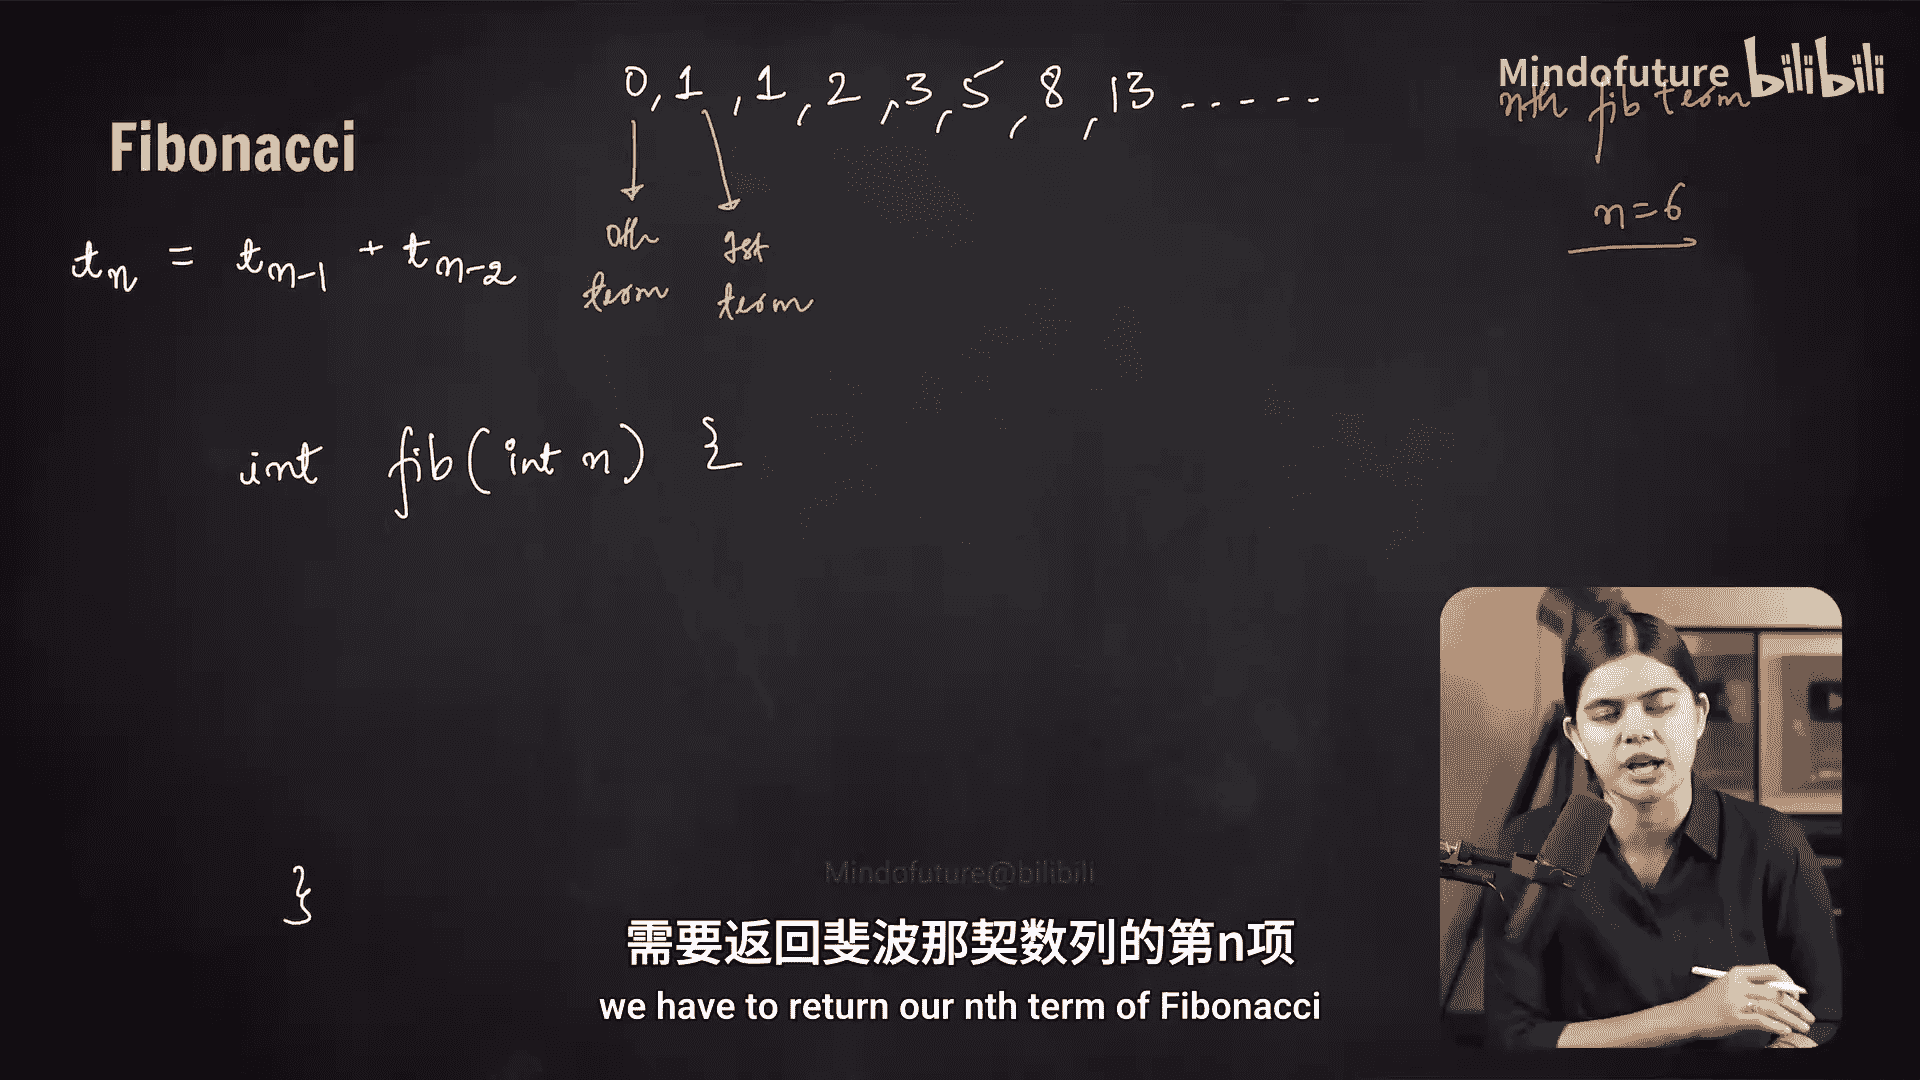 0, 1, 1, 2, 3, 5, 8, 13 - - - - -
Mindofuture bilibili
nth fib term
Fibonacci
n=6
tn = tn-1 + tn-2
0th term
1st term
int fib(int n) {
}
Mindofuture@bilibili
需要返回斐波那契数列的第n项
we have to return our nth term of Fibonacci